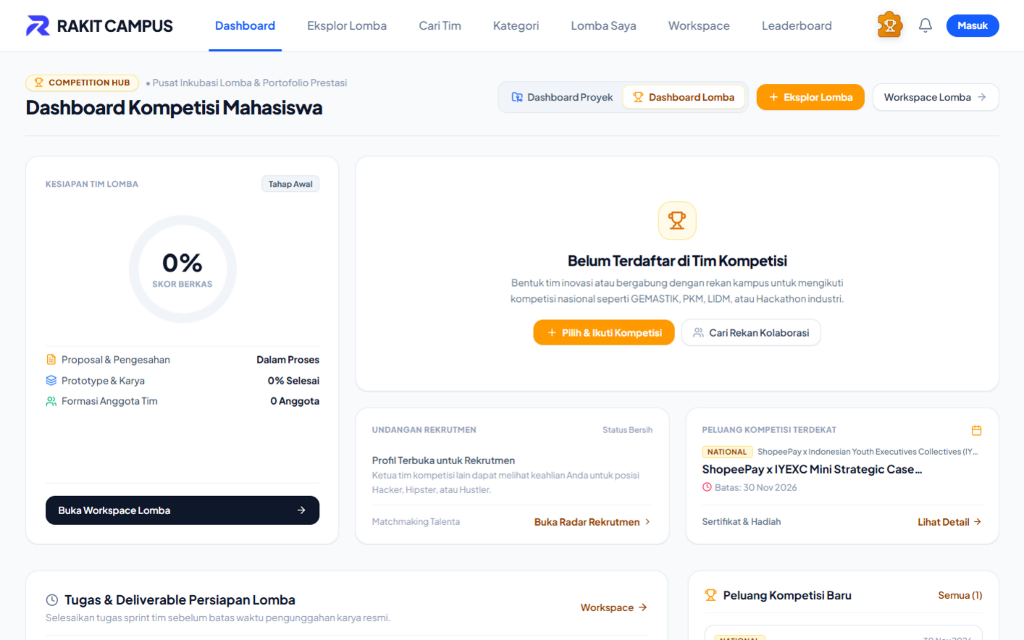 RAKIT CAMPUS
Dashboard
Eksplor Lomba
Cari Tim
Kategori
Lomba Saya
Workspace
Leaderboard
Masuk
COMPETITION HUB
• Pusat Inkubasi Lomba & Portofolio Prestasi
Dashboard Kompetisi Mahasiswa
Dashboard Proyek
Dashboard Lomba
+ Eksplor Lomba
Workspace Lomba →
KESIAPAN TIM LOMBA
Tahap Awal
0%
SKOR BERKAS
Proposal & Pengesahan
Dalam Proses
Prototype & Karya
0% Selesai
Formasi Anggota Tim
0 Anggota
Buka Workspace Lomba →
Belum Terdaftar di Tim Kompetisi
Bentuk tim inovasi atau bergabung dengan rekan kampus untuk mengikuti
kompetisi nasional seperti GEMASTIK, PKM, LIDM, atau Hackathon industri.
+ Pilih & Ikuti Kompetisi
Cari Rekan Kolaborasi
UNDANGAN REKRUTMEN
Status Bersih
Profil Terbuka untuk Rekrutmen
Ketua tim kompetisi lain dapat melihat keahlian Anda untuk posisi
Hacker, Hipster, atau Hustler.
Matchmaking Talenta
Buka Radar Rekrutmen >
PELUANG KOMPETISI TERDEKAT
NATIONAL
ShopeePay x Indonesian Youth Executives Collectives (IY...
ShopeePay x IYEXC Mini Strategic Case...
Batas: 30 Nov 2026
Sertifikat & Hadiah
Lihat Detail →
Tugas & Deliverable Persiapan Lomba
Selesaikan tugas sprint tim sebelum batas waktu pengunggahan karya resmi.
Workspace →
Peluang Kompetisi Baru
Semua (1)
NATIONAL
30 Nov 2026